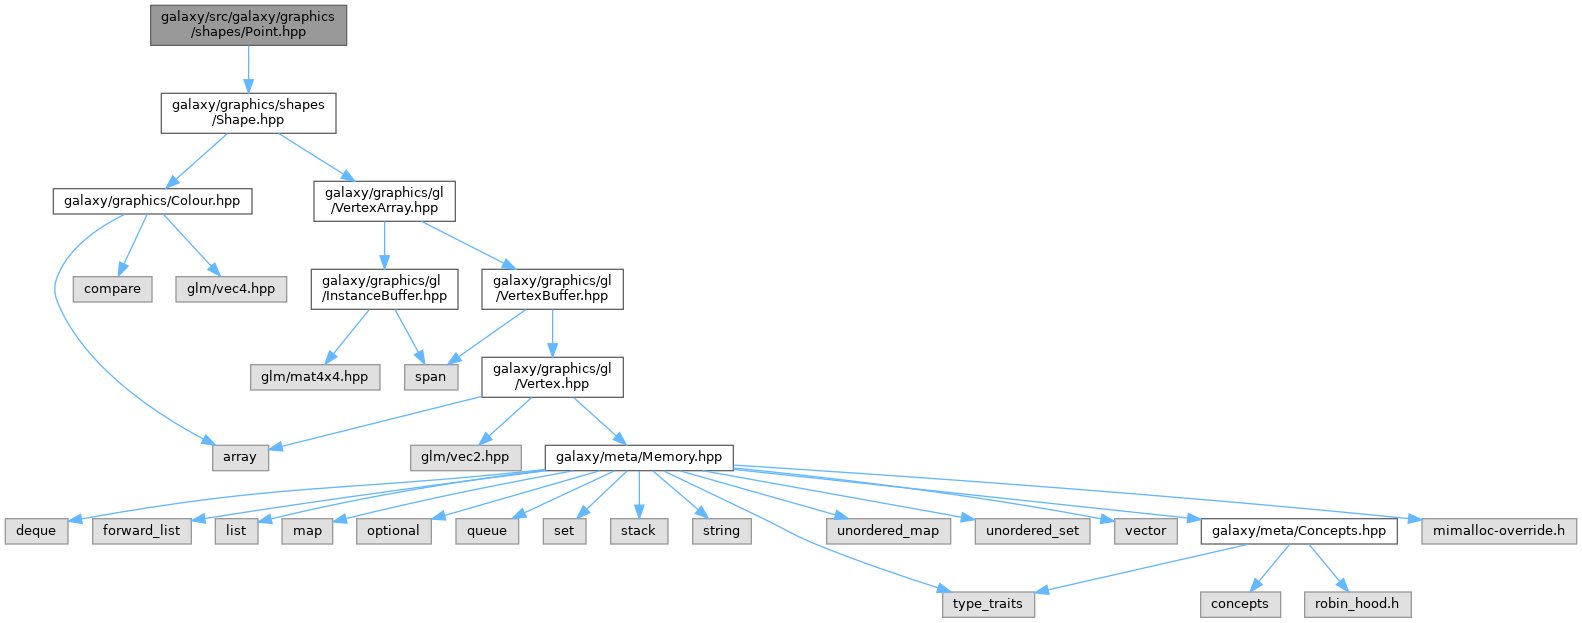 galaxy/src/galaxy/graphics
/shapes/Point.hpp
galaxy/graphics/shapes
/Shape.hpp
galaxy/graphics/Colour.hpp
galaxy/graphics/gl
/VertexArray.hpp
compare
glm/vec4.hpp
galaxy/graphics/gl
/InstanceBuffer.hpp
galaxy/graphics/gl
/VertexBuffer.hpp
glm/mat4x4.hpp
span
galaxy/graphics/gl
/Vertex.hpp
array
glm/vec2.hpp
galaxy/meta/Memory.hpp
deque
forward_list
list
map
optional
queue
set
stack
string
unordered_map
unordered_set
vector
galaxy/meta/Concepts.hpp
mimalloc-override.h
type_traits
concepts
robin_hood.h